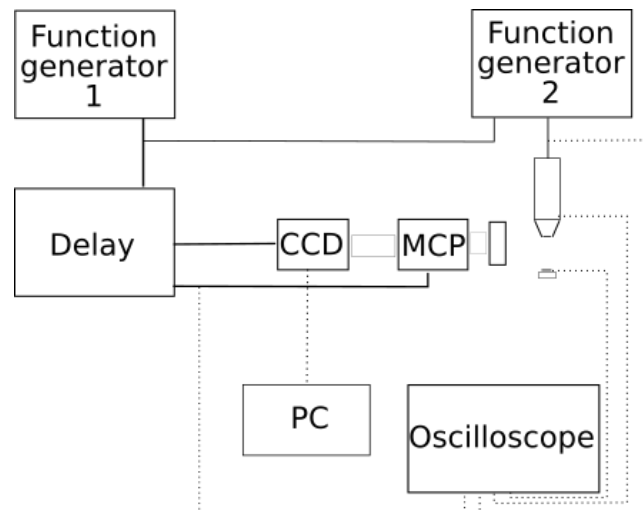 Function
generator
1
Function
generator
2
Delay
CCD
MCP
PC
Oscilloscope